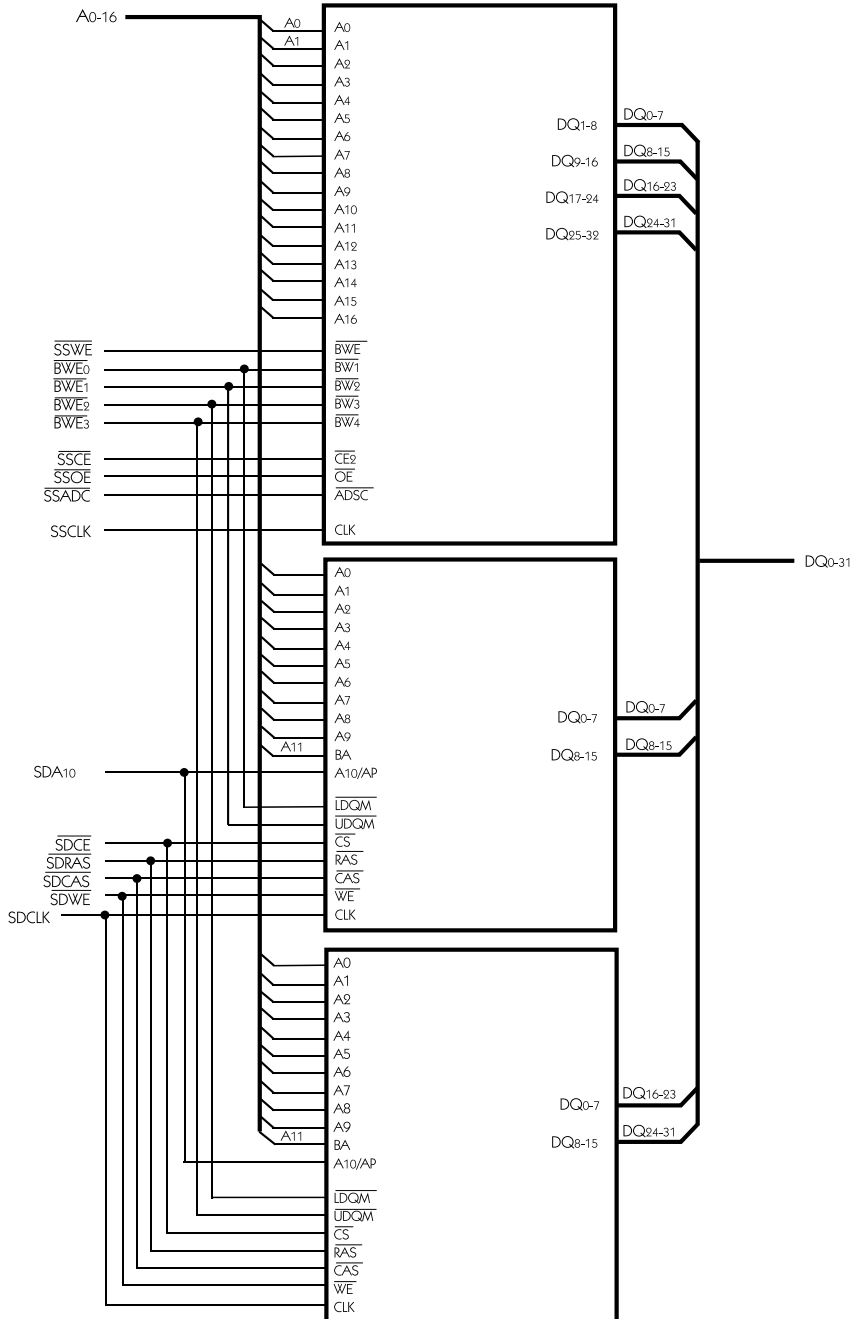 A0-16
A0 A0
A1 A1
A2
A3
A4
A5
A6
A7
A8
A9
A10
A11
A12
A13
A14
A15
A16
DQ1-8 DQ0-7
DQ9-16 DQ8-15
DQ17-24 DQ16-23
DQ25-32 DQ24-31
SSWE BWE
BWE0 BW1
BWE1 BW2
BWE2 BW3
BWE3 BW4
SSCE CE2
SSOE OE
SSADC ADSC
SSCLK CLK
DQ0-31
A0
A1
A2
A3
A4
A5
A6
A7
A8
A9
A11 BA
DQ0-7 DQ0-7
DQ8-15 DQ8-15
SDA10 A10/AP
LDQM
UDQM
SDCE CS
SDRAS RAS
SDCAS CAS
SDWE WE
SDCLK CLK
A0
A1
A2
A3
A4
A5
A6
A7
A8
A9
A11 BA
DQ0-7 DQ16-23
DQ8-15 DQ24-31
A10/AP
LDQM
UDQM
CS
RAS
CAS
WE
CLK